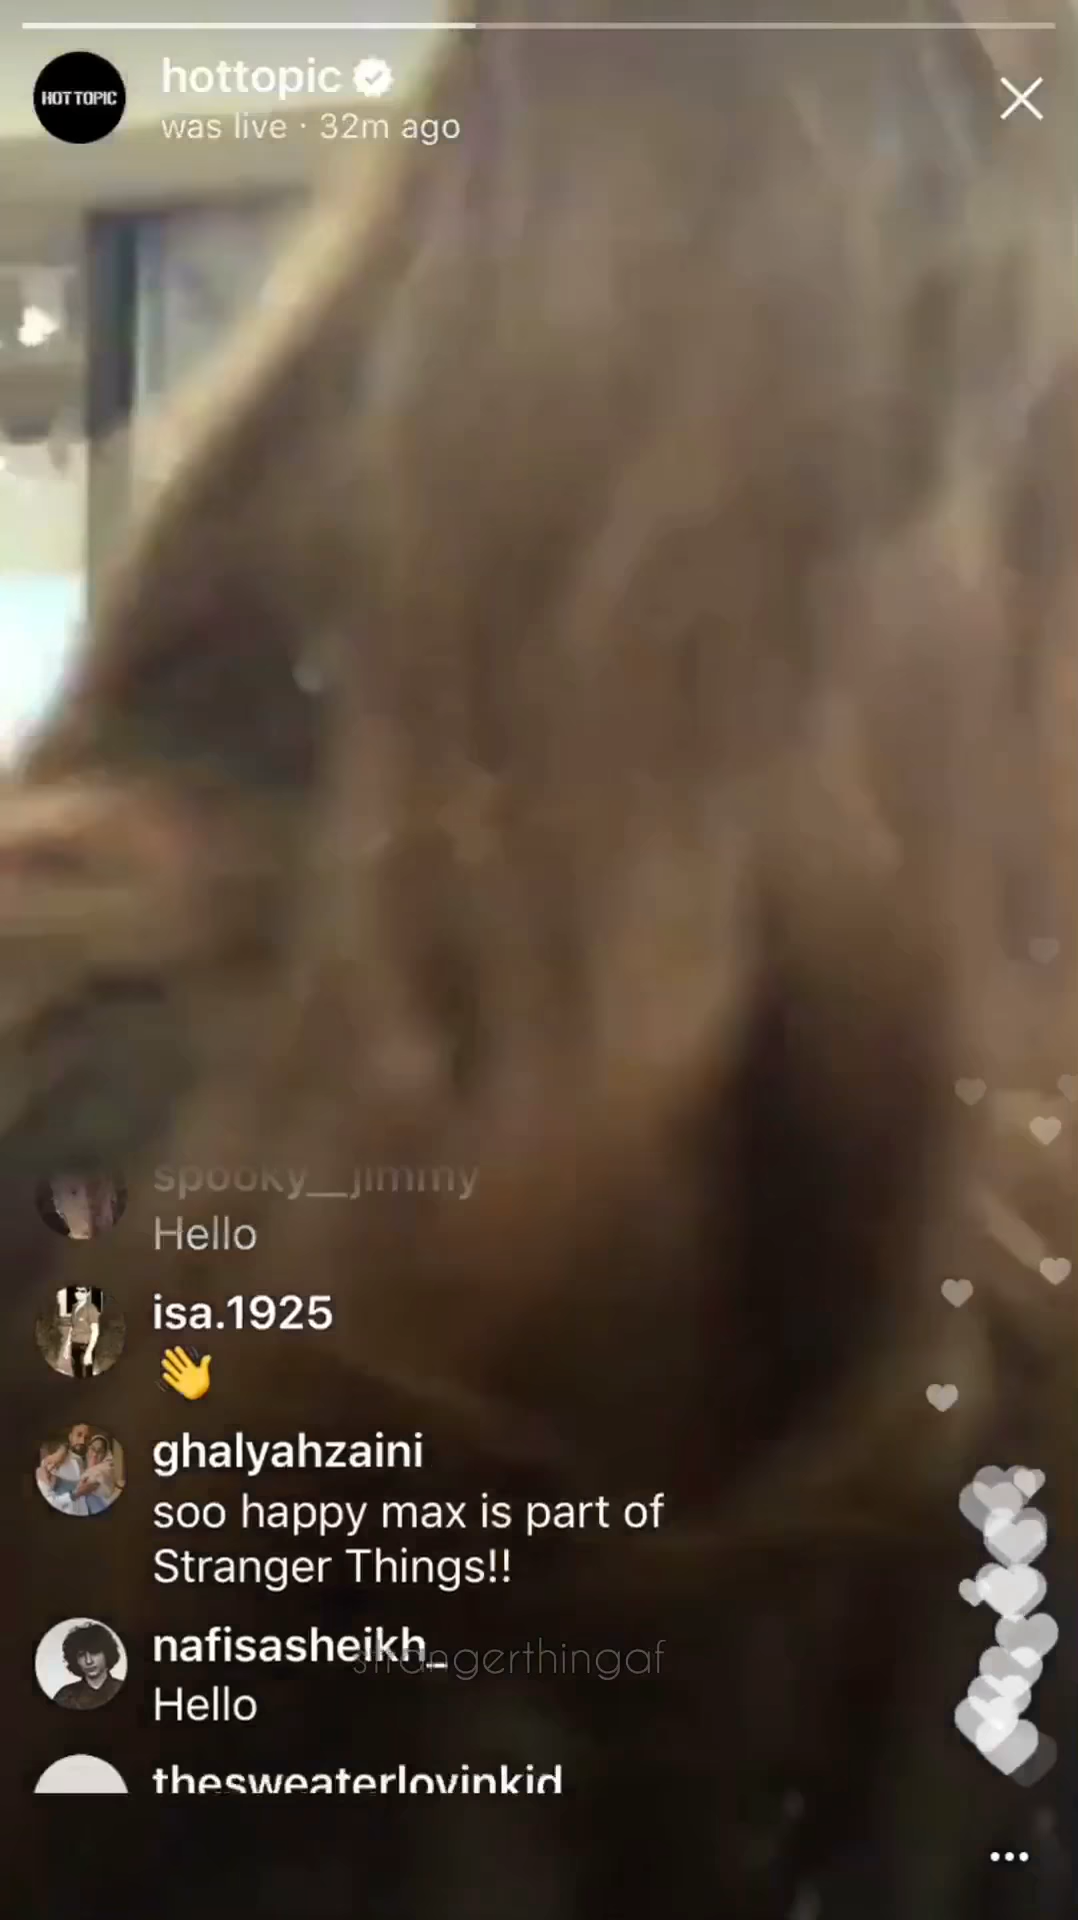 HOT TOPIC
hottopic
was live · 32m ago
spooky__jimmy
Hello
isa.1925
👋
ghalyahzaini
soo happy max is part of
Stranger Things!!
nafisasheikh_
strangerthingaf
Hello
thesweaterlovinkid